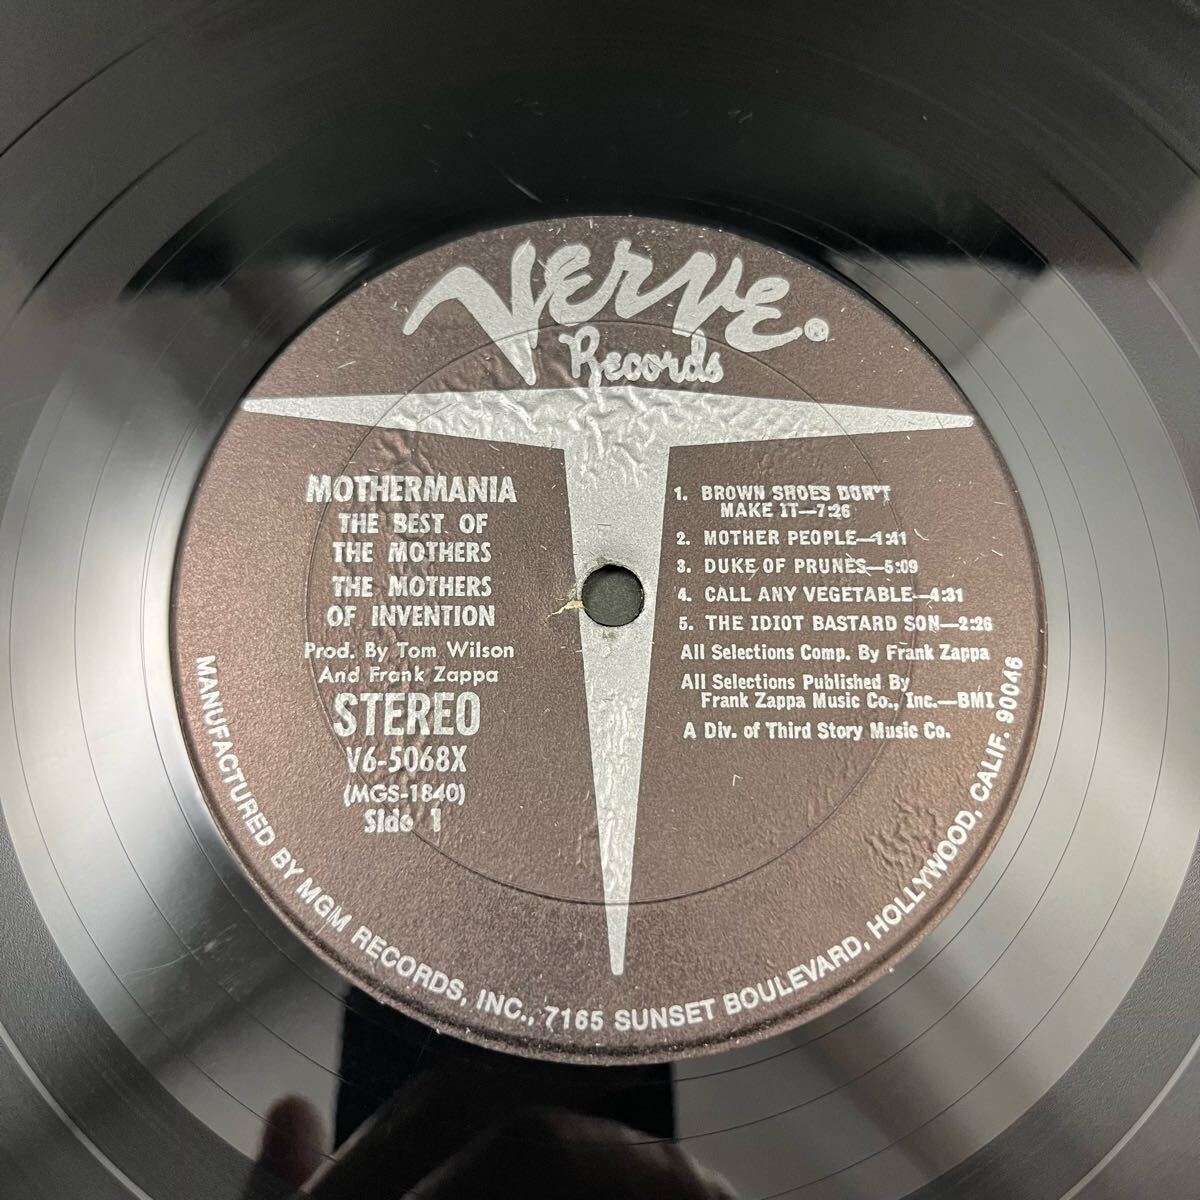 Verve®
Records
MOTHERMANIA
THE BEST OF
THE MOTHERS
THE MOTHERS
OF INVENTION
Prod. By Tom Wilson
And Frank Zappa
STEREO
V6-5068X
(MGS-1840)
Side 1
1. BROWN SHOES DON'T
MAKE IT—7:26
2. MOTHER PEOPLE—1:41
3. DUKE OF PRUNES—5:09
4. CALL ANY VEGETABLE—4:31
5. THE IDIOT BASTARD SON—2:26
All Selections Comp. By Frank Zappa
All Selections Published By
Frank Zappa Music Co., Inc.—BMI
A Div. of Third Story Music Co.
MANUFACTURED BY MGM RECORDS, INC., 7165 SUNSET BOULEVARD, HOLLYWOOD, CALIF. 90046